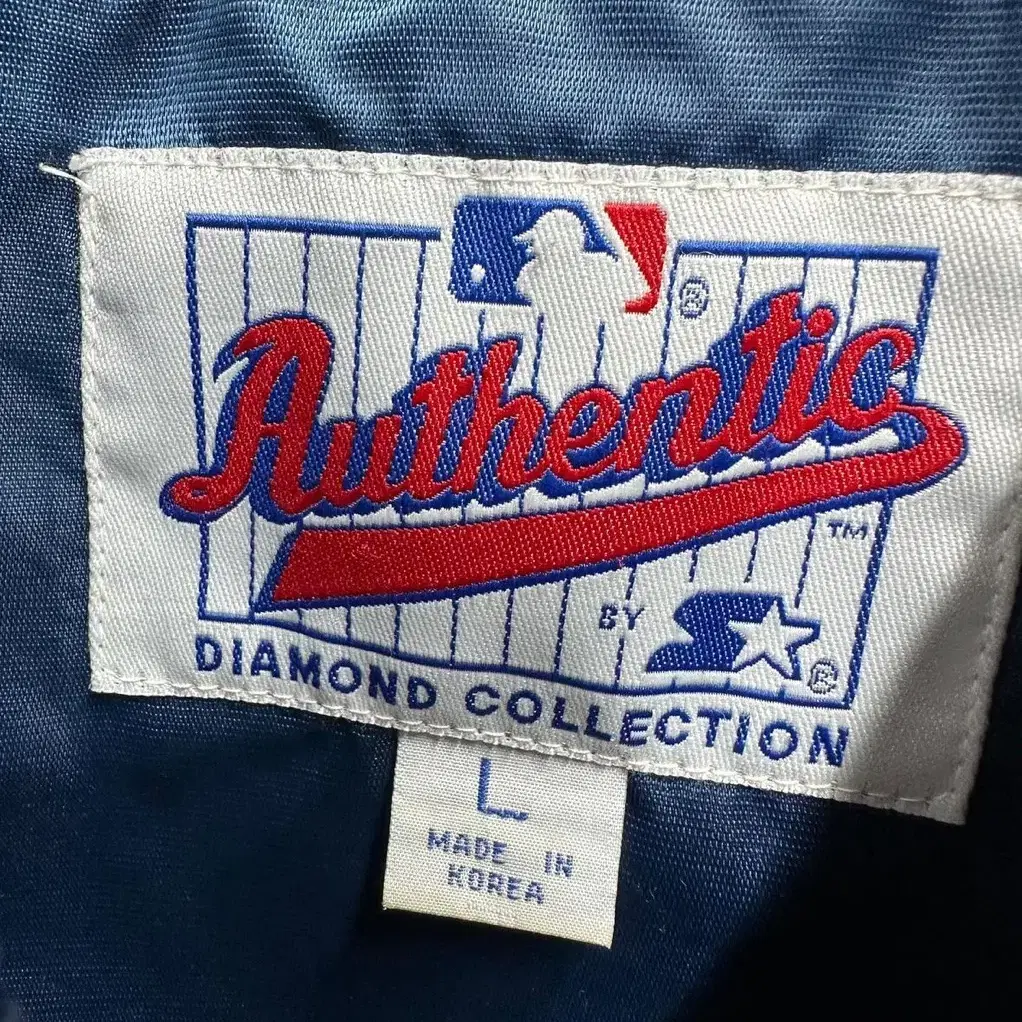 ®
Authentic
TM
BY
®
DIAMOND COLLECTION
L
MADE IN
KOREA